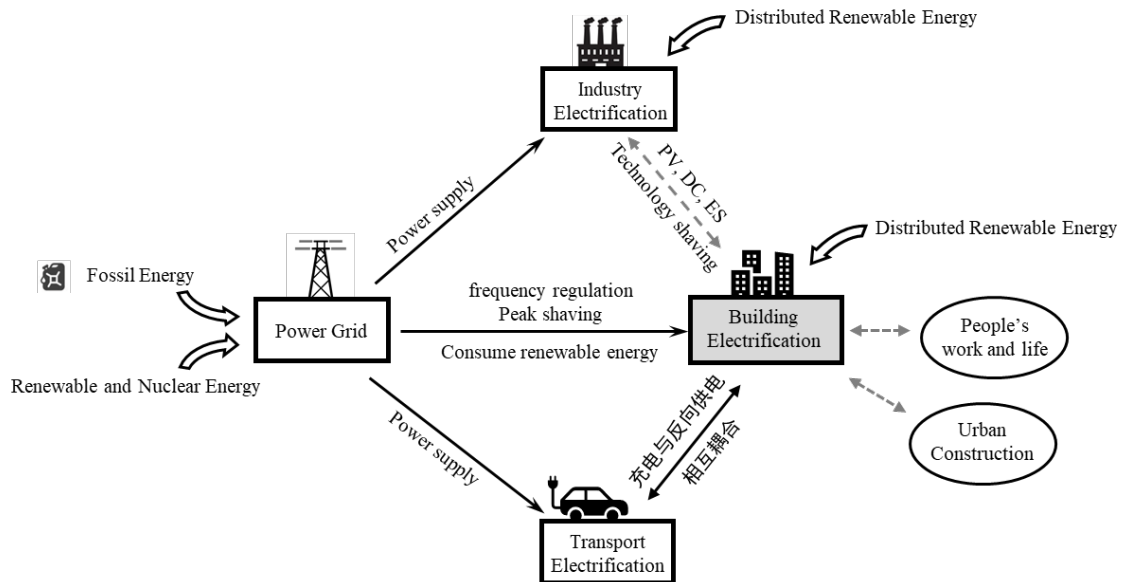 Distributed Renewable Energy
Industry
Electrification
PV, DC, ES
Technology shaving
Power supply
Distributed Renewable Energy
Fossil Energy
frequency regulation
Peak shaving
Building
Electrification
Power Grid
People's
work and life
Consume renewable energy
Renewable and Nuclear Energy
充电与反向供电
相互耦合
Urban
Construction
Power supply
Transport
Electrification